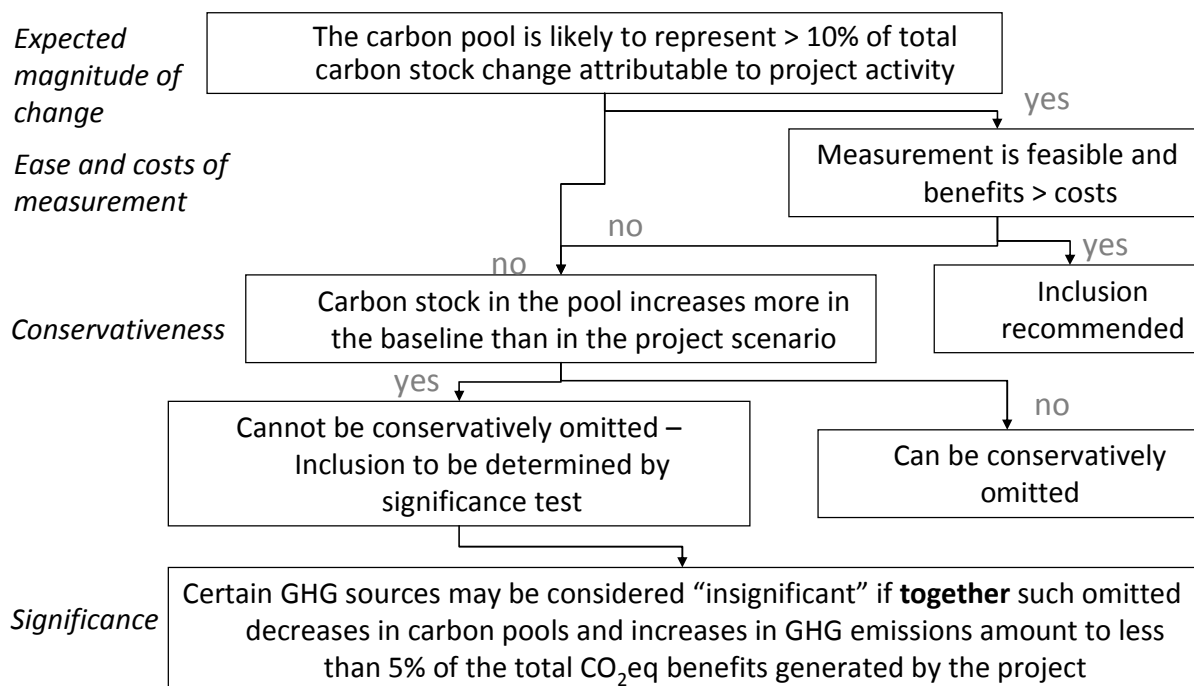 Expected
magnitude of
change
The carbon pool is likely to represent > 10% of total
carbon stock change attributable to project activity
yes
Ease and costs of
measurement
Measurement is feasible and
benefits > costs
no
yes
no
Inclusion
recommended
Conservativeness
Carbon stock in the pool increases more in
the baseline than in the project scenario
yes
no
Cannot be conservatively omitted –
Inclusion to be determined by
significance test
Can be conservatively
omitted
Significance
Certain GHG sources may be considered “insignificant” if together such omitted
decreases in carbon pools and increases in GHG emissions amount to less
than 5% of the total CO₂eq benefits generated by the project